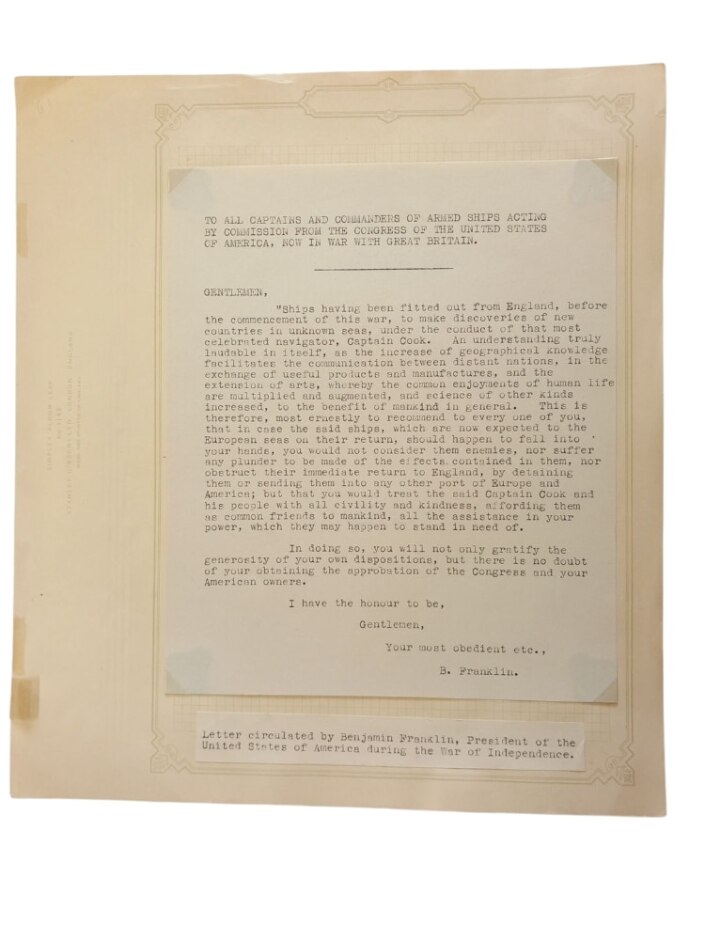 TO ALL CAPTAINS AND COMMANDERS OF ARMED SHIPS ACTING
BY COMMISSION FROM THE CONGRESS OF THE UNITED STATES
OF AMERICA, NOW IN WAR WITH GREAT BRITAIN.
GENTLEMEN,
"Ships having been fitted out from England, before
the commencement of this war, to make discoveries of new
countries in unknown seas, under the conduct of that most
celebrated navigator, Captain Cook. An understanding truly
laudable in itself, as the increase of geographical knowledge
facilitates the communication between distant nations, in the
exchange of useful products and manufactures, and the
extension of arts, whereby the common enjoyments of human life
are multiplied and augmented, and science of other kinds
increased, to the benefit of mankind in general. This is
therefore, most ernestly to recommend to every one of you,
that in case the said ships, which are now expected to the
European seas on their return, should happen to fall into
your hands, you would not consider them enemies, nor suffer
any plunder to be made of the effects contained in them, nor
obstruct their immediate return to England, by detaining
them or sending them into any other port of Europe and
America; but that you would treat the said Captain Cook and
his people with all civility and kindness, affording them
as common friends to mankind, all the assistance in your
power, which they may happen to stand in need of.
In doing so, you will not only gratify the
generosity of your own dispositions, but there is no doubt
of your obtaining the approbation of the Congress and your
American owners.
I have the honour to be,
Gentlemen,
Your most obedient etc.,
B. Franklin.
Letter circulated by Benjamin Franklin, President of the
United States of America during the War of Independence.